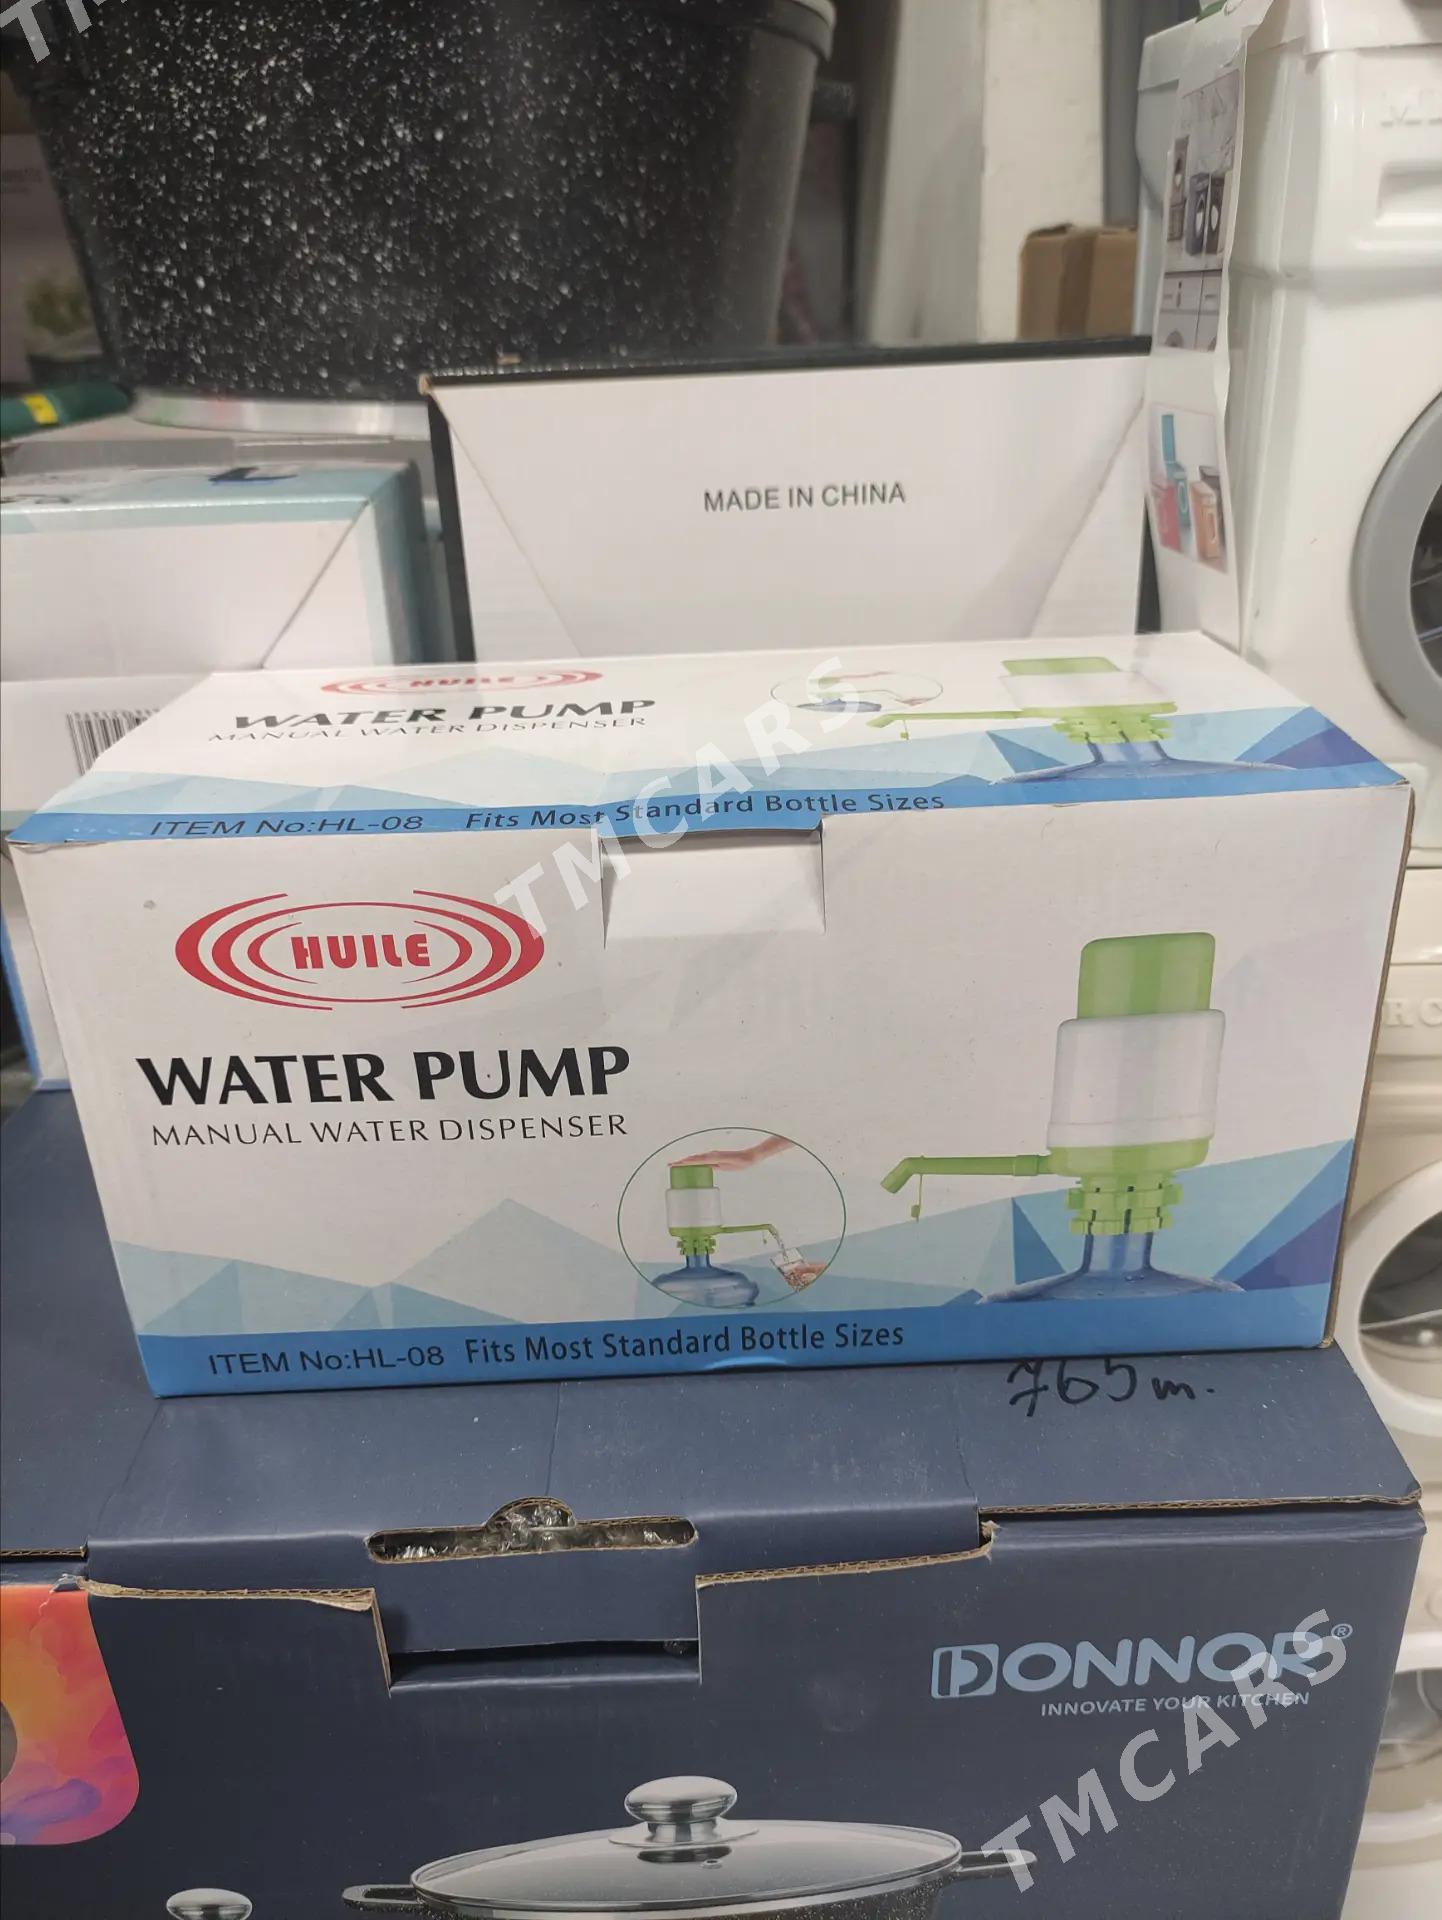 MADE IN CHINA
HUILE
WATER PUMP
MANUAL WATER DISPENSER
ITEM No:HL-08 Fits Most Standard Bottle Sizes
HUILE
WATER PUMP
MANUAL WATER DISPENSER
ITEM No:HL-08 Fits Most Standard Bottle Sizes
765 m.
DONNOR®
INNOVATE YOUR KITCHEN
TMCARS
TMCARS